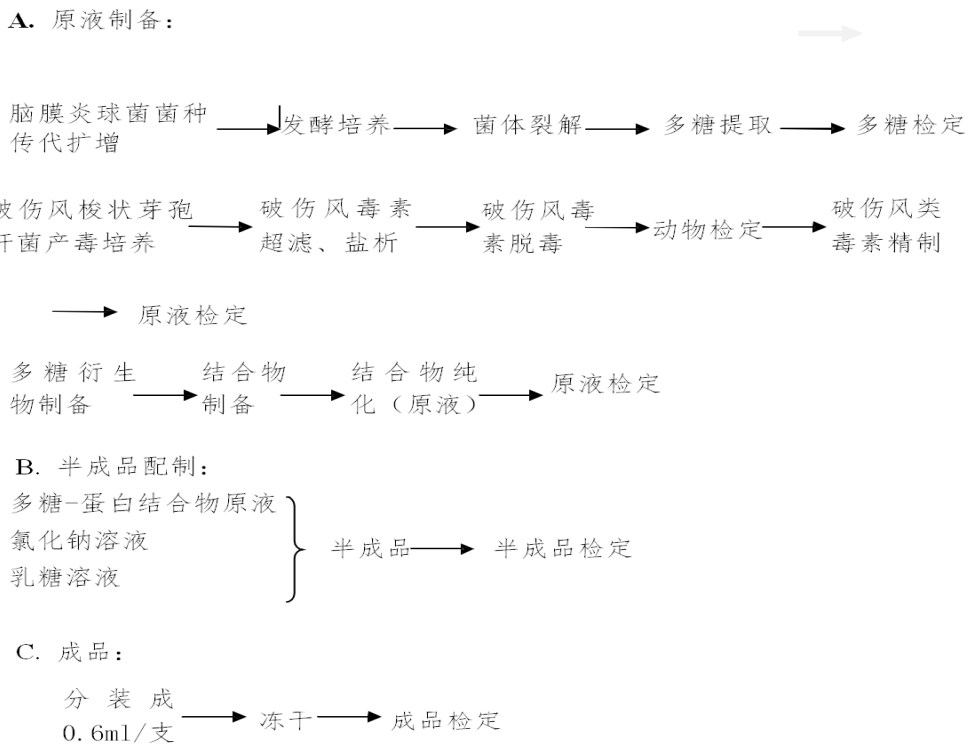 A. 原液制备：
脑膜炎球菌菌种
传代扩增
发酵培养
菌体裂解
多糖提取
多糖检定
破伤风梭状芽孢
杆菌产毒培养
破伤风毒素
超滤、盐析
破伤风毒
素脱毒
动物检定
破伤风类
毒素精制
原液检定
多糖衍生
物制备
结合物
制备
结合物纯
化（原液）
原液检定
B. 半成品配制：
多糖-蛋白结合物原液
氯化钠溶液
乳糖溶液
半成品
半成品检定
C. 成品：
分装成
0.6ml/支
冻干
成品检定